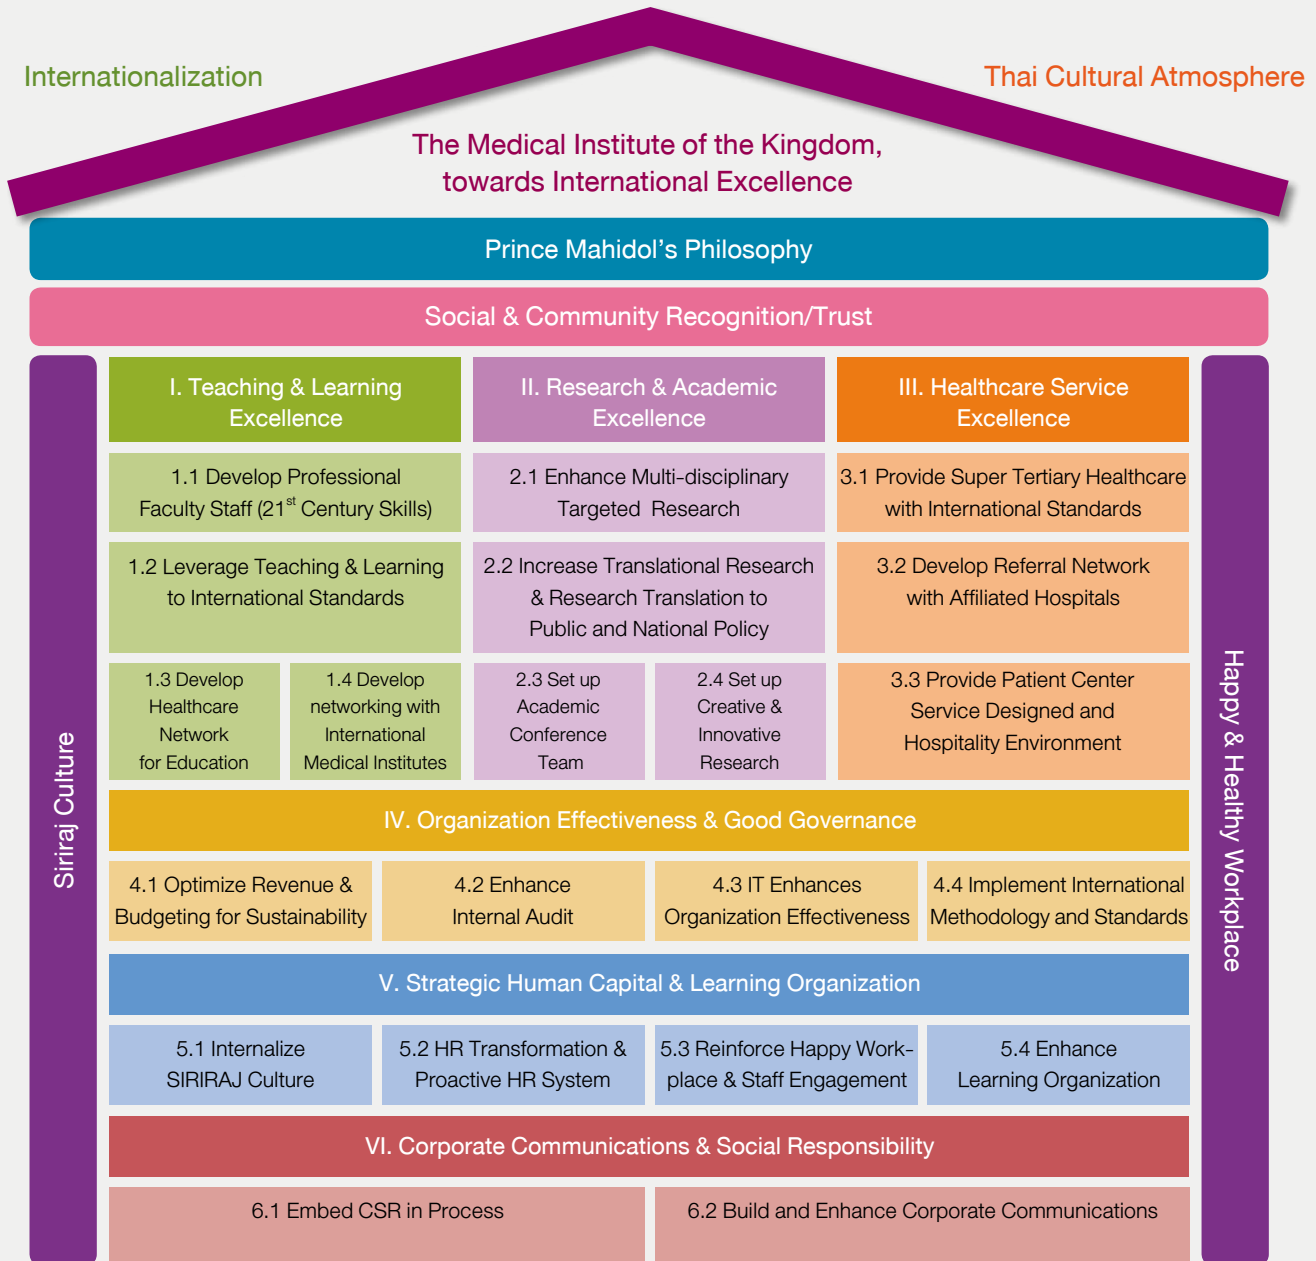 Internationalization
Thai Cultural Atmosphere
The Medical Institute of the Kingdom,
towards International Excellence
Prince Mahidol's Philosophy
Social & Community Recognition/Trust
Siriraj Culture
I. Teaching & Learning
Excellence
II. Research & Academic
Excellence
III. Healthcare Service
Excellence
1.1 Develop Professional
Faculty Staff (21st Century Skills)
2.1 Enhance Multi-disciplinary
Targeted Research
3.1 Provide Super Tertiary Healthcare
with International Standards
1.2 Leverage Teaching & Learning
to International Standards
2.2 Increase Translational Research
& Research Translation to
Public and National Policy
3.2 Develop Referral Network
with Affiliated Hospitals
1.3 Develop
Healthcare
Network
for Education
1.4 Develop
networking with
International
Medical Institutes
2.3 Set up
Academic
Conference
Team
2.4 Set up
Creative &
Innovative
Research
3.3 Provide Patient Center
Service Designed and
Hospitality Environment
Happy & Healthy Workplace
IV. Organization Effectiveness & Good Governance
4.1 Optimize Revenue &
Budgeting for Sustainability
4.2 Enhance
Internal Audit
4.3 IT Enhances
Organization Effectiveness
4.4 Implement International
Methodology and Standards
V. Strategic Human Capital & Learning Organization
5.1 Internalize
SIRIRAJ Culture
5.2 HR Transformation &
Proactive HR System
5.3 Reinforce Happy Work-
place & Staff Engagement
5.4 Enhance
Learning Organization
VI. Corporate Communications & Social Responsibility
6.1 Embed CSR in Process
6.2 Build and Enhance Corporate Communications